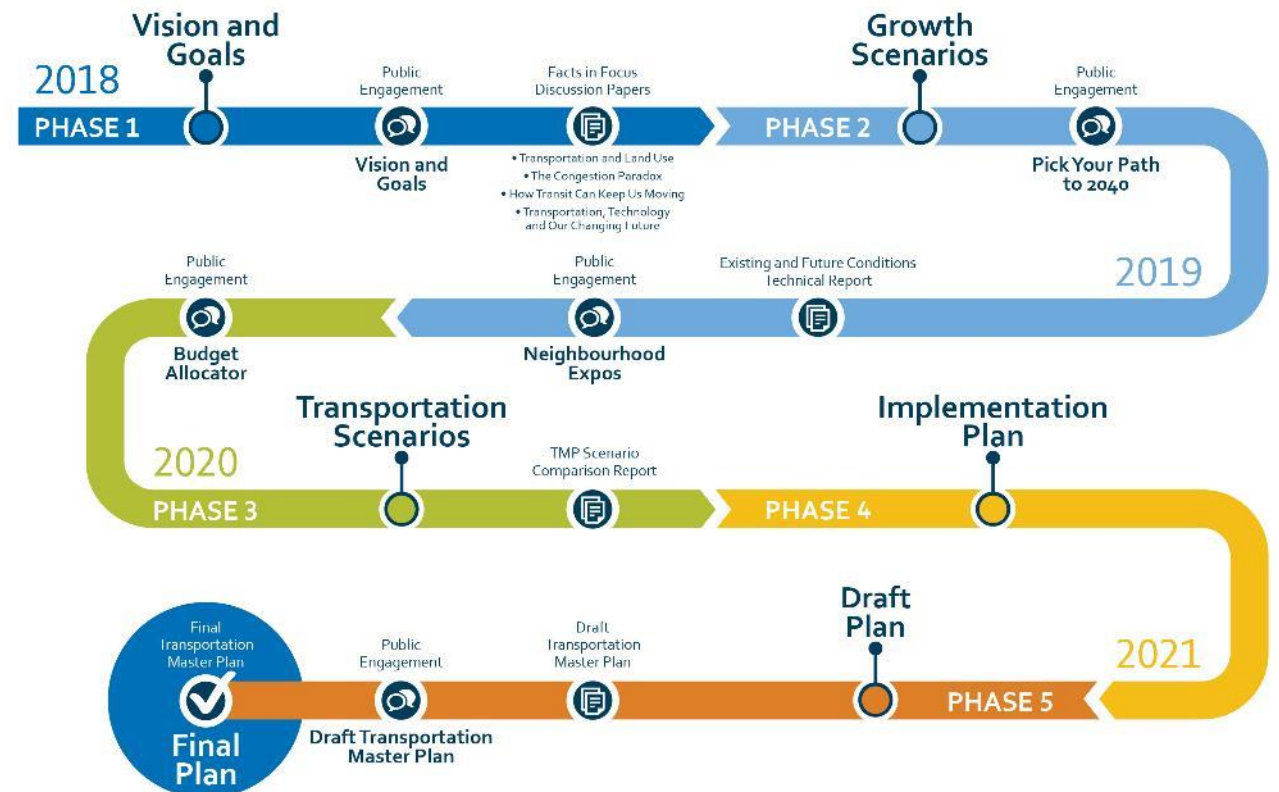 Vision and
Goals
2018
PHASE 1
Public
Engagement
Vision and
Goals
Facts in Focus
Discussion Papers
• Transportation and Land Use
• The Congestion Paradox
• How Transit Can Keep Us Moving
• Transportation, Technology
and Our Changing Future
Growth
Scenarios
PHASE 2
Public
Engagement
Pick Your Path
to 2040
2019
Existing and Future Conditions
Technical Report
Public
Engagement
Neighbourhood
Expos
Public
Engagement
Budget
Allocator
2020
PHASE 3
Transportation
Scenarios
TMP Scenario
Comparison Report
PHASE 4
Implementation
Plan
2021
PHASE 5
Draft
Plan
Draft
Transportation
Master Plan
Public
Engagement
Draft Transportation
Master Plan
Final
Transportation
Master Plan
Final
Plan